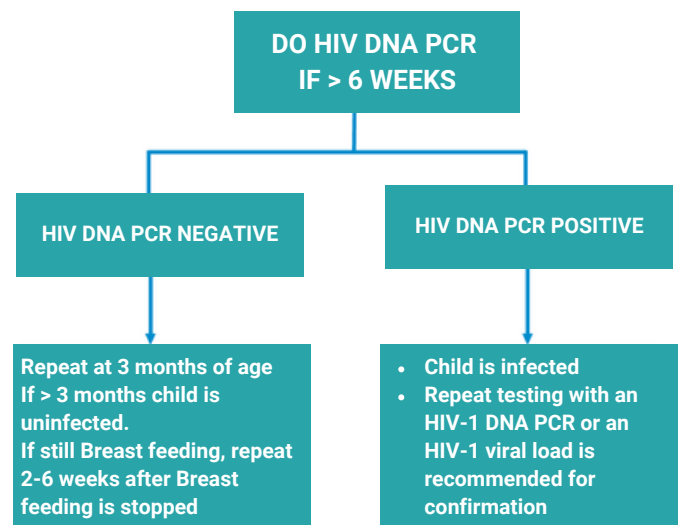 DO HIV DNA PCR
IF > 6 WEEKS
HIV DNA PCR NEGATIVE
HIV DNA PCR POSITIVE
Repeat at 3 months of age
If > 3 months child is
uninfected.
If still Breast feeding, repeat
2-6 weeks after Breast
feeding is stopped
• Child is infected
• Repeat testing with an
HIV-1 DNA PCR or an
HIV-1 viral load is
recommended for
confirmation